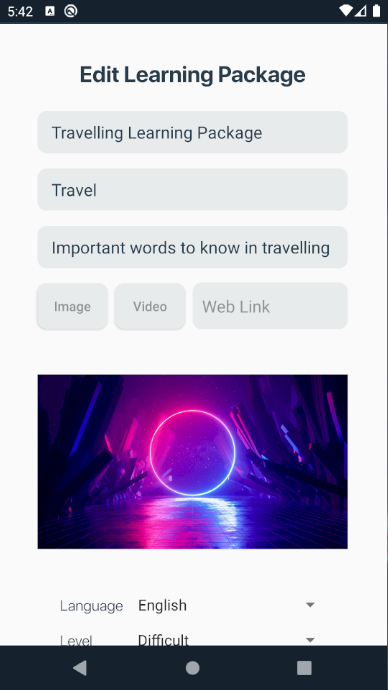 5:42
Edit Learning Package
Travelling Learning Package
Travel
Important words to know in travelling
Image Video Web Link
Language English
Level Difficult